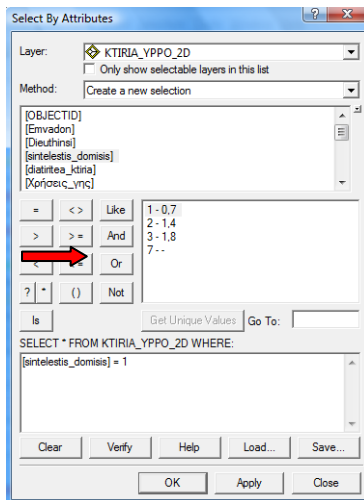 Select By Attributes
Layer: KTIRIA_YPPO_2D
Only show selectable layers in this list
Method: Create a new selection
[OBJECTID]
[Emvadon]
[Dieuthinsi]
[sintelestis_domisis]
[diatiritea_ktiria]
[Χρήσεις_γης]
= <> Like
1 - 0,7
2 - 1,4
3 - 1,8
7 - -
> >= And
< <= Or
? * () Not
Is Get Unique Values Go To:
SELECT * FROM KTIRIA_YPPO_2D WHERE:
[sintelestis_domisis] = 1
Clear Verify Help Load... Save...
OK Apply Close